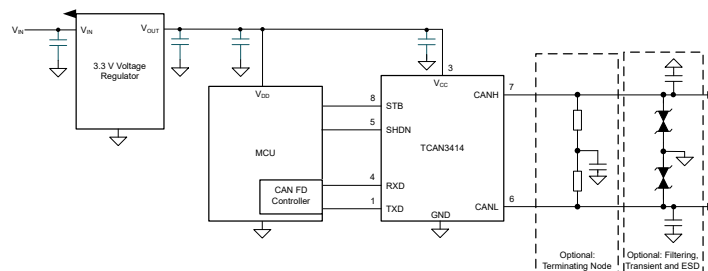 VIN
VIN
VOUT
3.3 V Voltage
Regulator
3
VCC
VDD
MCU
CAN FD
Controller
8
STB
5
SHDN
4
RXD
1
TXD
TCAN3414
GND
CANH
7
CANL
6
Optional:
Terminating Node
Optional: Filtering,
Transient and ESD